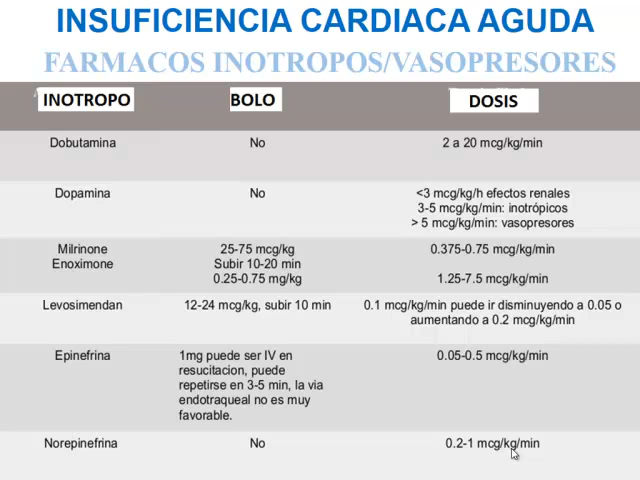 INSUFICIENCIA CARDIACA AGUDA
FARMACOS INOTROPOS/VASOPRESORES
INOTROPO BOLO DOSIS
Dobutamina No 2 a 20 mcg/kg/min
Dopamina No <3 mcg/kg/h efectos renales
3-5 mcg/kg/min: inotrópicos
> 5 mcg/kg/min: vasopresores
Milrinone 25-75 mcg/kg 0.375-0.75 mcg/kg/min
Enoximone Subir 10-20 min
0.25-0.75 mg/kg 1.25-7.5 mcg/kg/min
Levosimendan 12-24 mcg/kg, subir 10 min 0.1 mcg/kg/min puede ir disminuyendo a 0.05 o
aumentando a 0.2 mcg/kg/min
Epinefrina 1mg puede ser IV en 0.05-0.5 mcg/kg/min
resucitacion, puede
repetirse en 3-5 min, la via
endotraqueal no es muy
favorable.
Norepinefrina No 0.2-1 mcg/kg/min